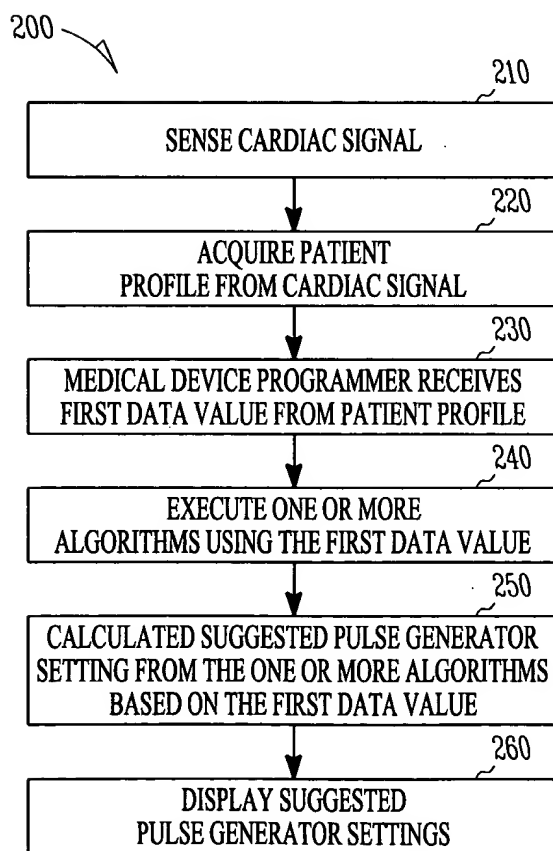 200
210
SENSE CARDIAC SIGNAL
220
ACQUIRE PATIENT
PROFILE FROM CARDIAC SIGNAL
230
MEDICAL DEVICE PROGRAMMER RECEIVES
FIRST DATA VALUE FROM PATIENT PROFILE
240
EXECUTE ONE OR MORE
ALGORITHMS USING THE FIRST DATA VALUE
250
CALCULATED SUGGESTED PULSE GENERATOR
SETTING FROM THE ONE OR MORE ALGORITHMS
BASED ON THE FIRST DATA VALUE
260
DISPLAY SUGGESTED
PULSE GENERATOR SETTINGS